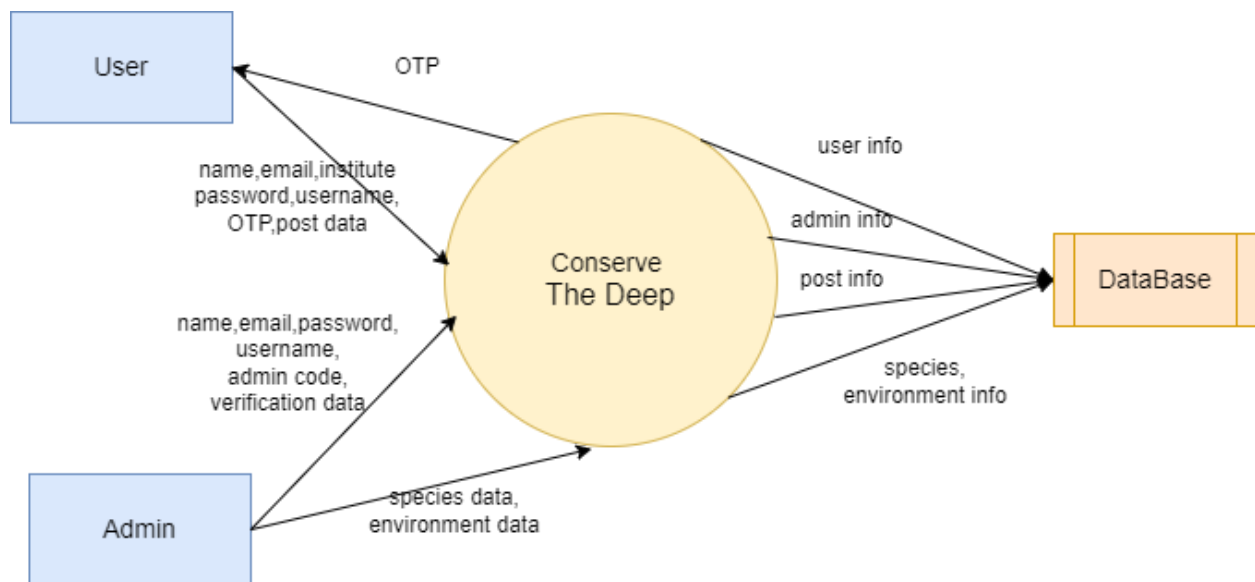 User
OTP
name,email,institute
password,username,
OTP,post data
user info
admin info
post info
Conserve
The Deep
DataBase
name,email,password,
username,
admin code,
verification data
species,
environment info
Admin
species data,
environment data